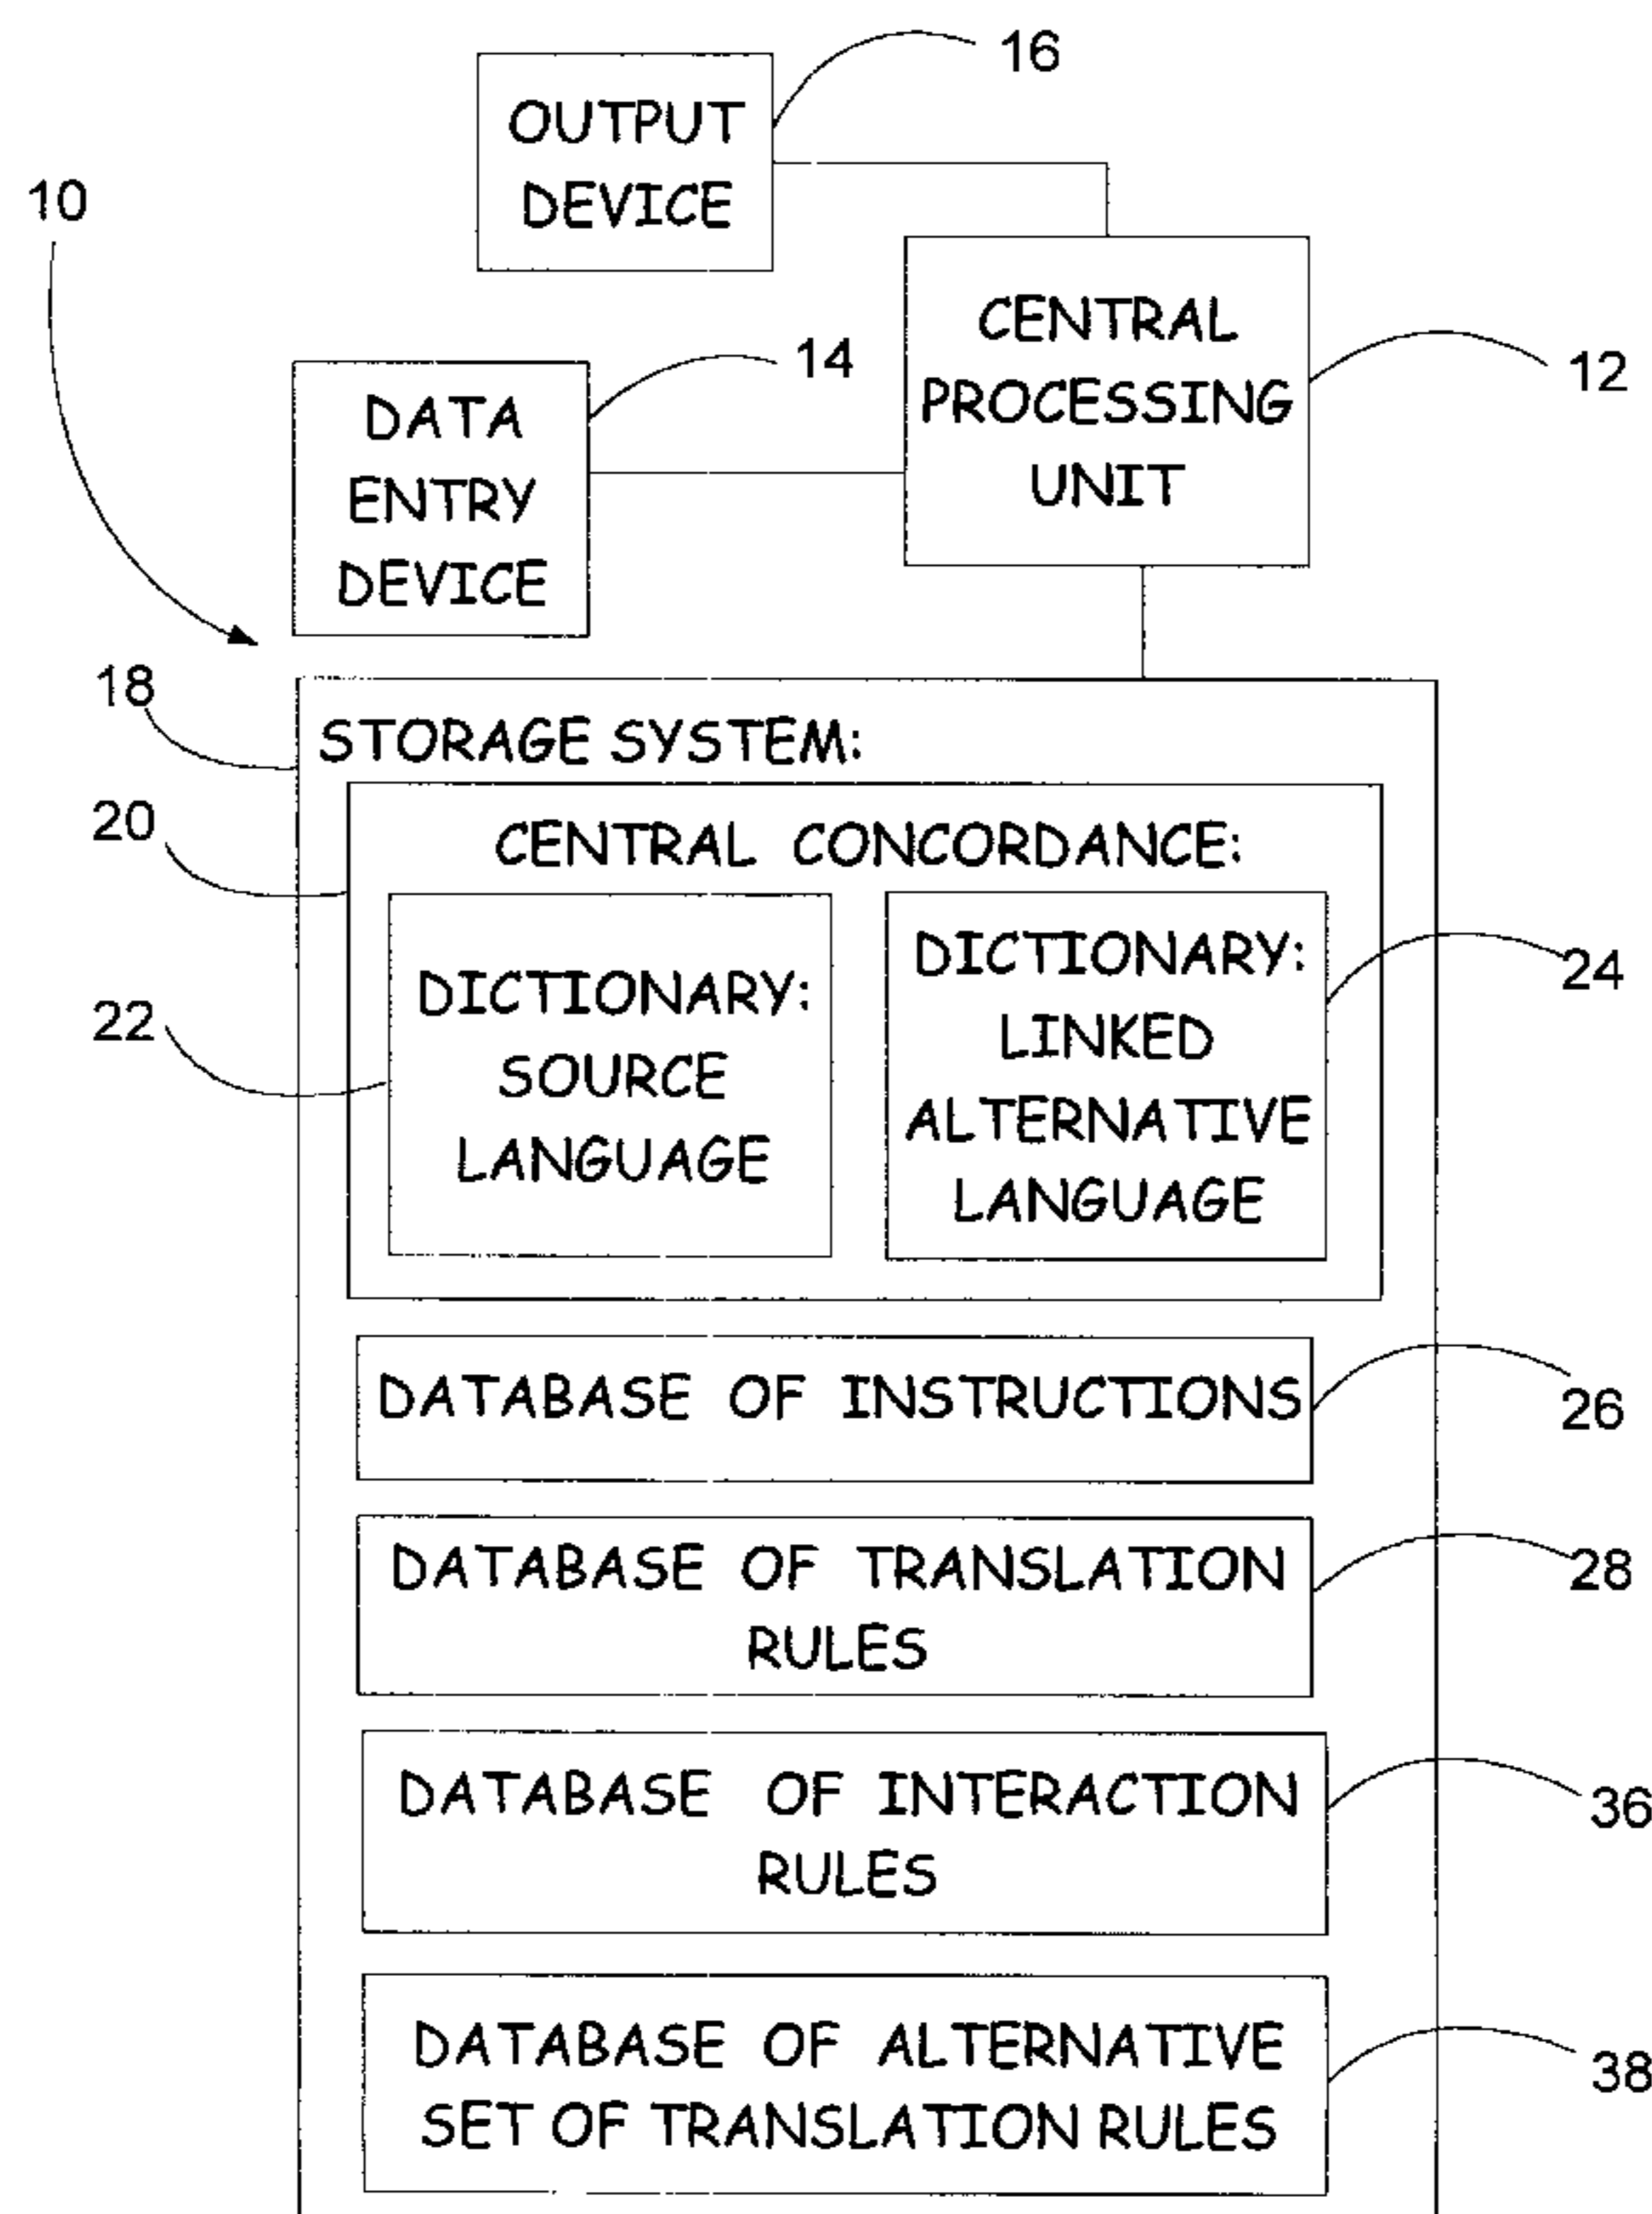 16
OUTPUT
DEVICE
10
CENTRAL
PROCESSING
UNIT
12
14
DATA
ENTRY
DEVICE
18
STORAGE SYSTEM:
20
CENTRAL CONCORDANCE:
22
DICTIONARY:
SOURCE
LANGUAGE
DICTIONARY:
LINKED
ALTERNATIVE
LANGUAGE
24
DATABASE OF INSTRUCTIONS
26
DATABASE OF TRANSLATION
RULES
28
DATABASE OF INTERACTION
RULES
36
DATABASE OF ALTERNATIVE
SET OF TRANSLATION RULES
38